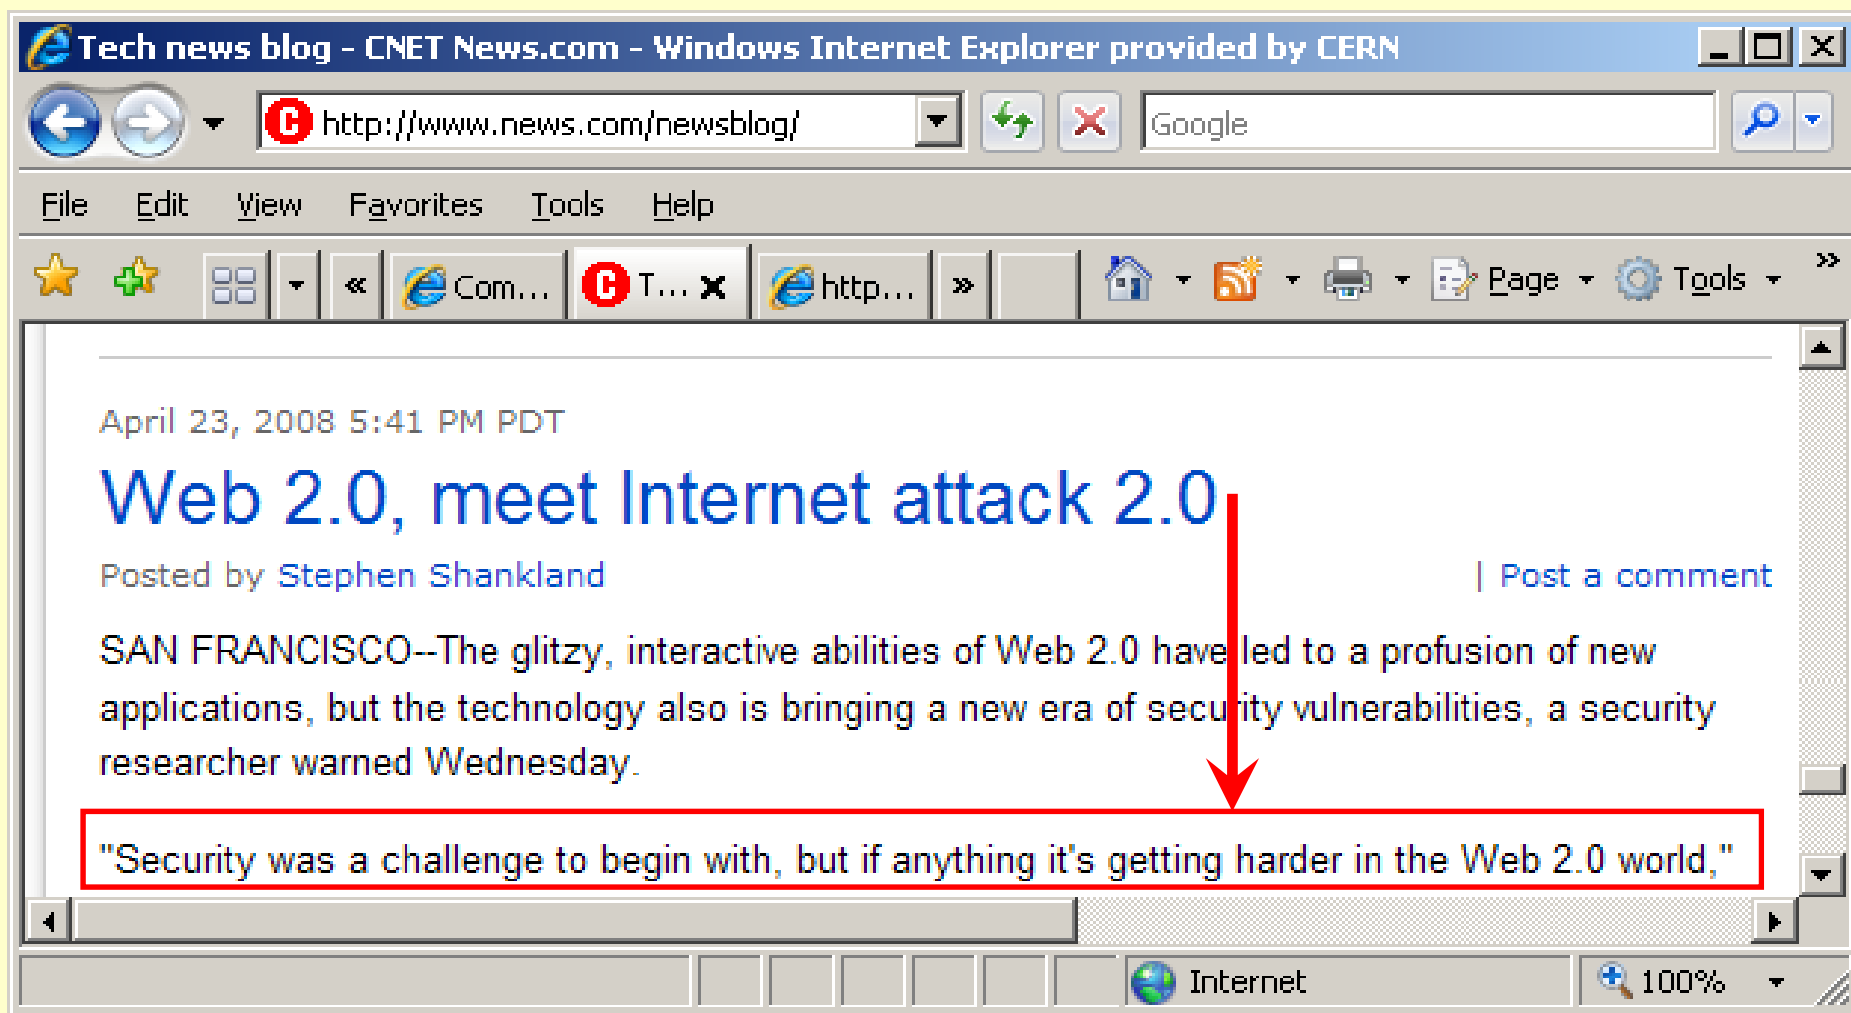 Tech news blog - CNET News.com - Windows Internet Explorer provided by CERN
http://www.news.com/newsblog/
Google
File Edit View Favorites Tools Help
Com... T... http... Page Tools
April 23, 2008 5:41 PM PDT
Web 2.0, meet Internet attack 2.0
Posted by Stephen Shankland | Post a comment
SAN FRANCISCO--The glitzy, interactive abilities of Web 2.0 have led to a profusion of new
applications, but the technology also is bringing a new era of security vulnerabilities, a security
researcher warned Wednesday.
"Security was a challenge to begin with, but if anything it's getting harder in the Web 2.0 world,"
Internet 100%